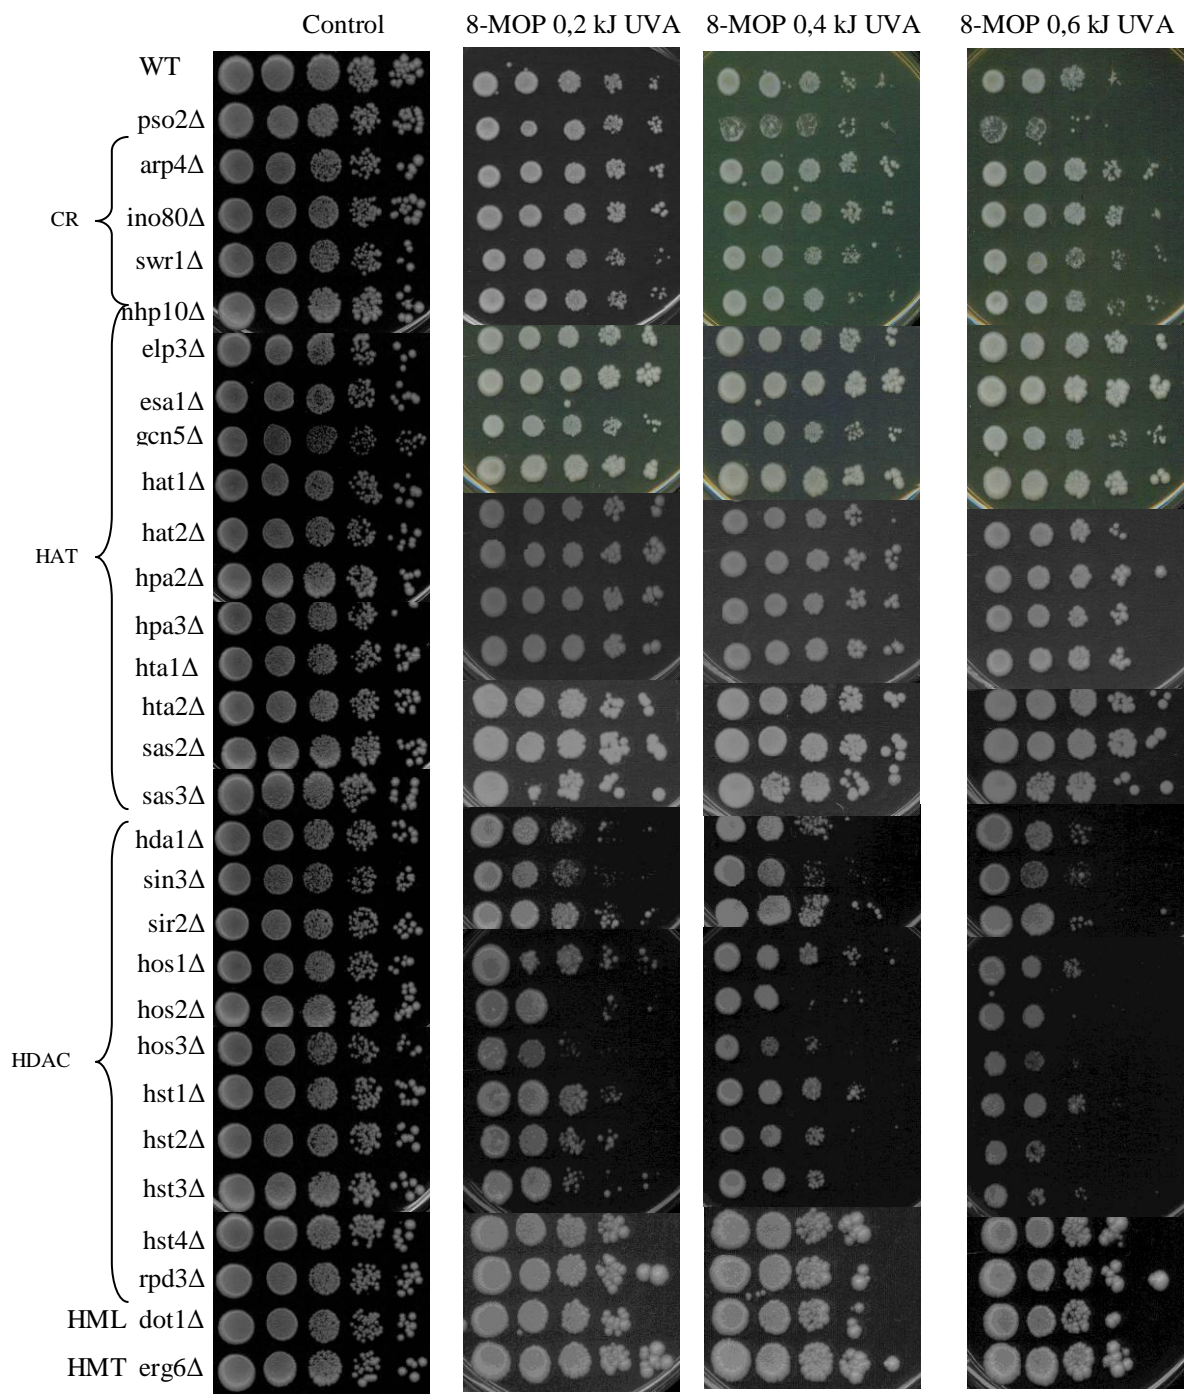 Control 8-MOP 0,2 kJ UVA 8-MOP 0,4 kJ UVA 8-MOP 0,6 kJ UVA
WT
pso2Δ
arp4Δ
CR ino80Δ
swr1Δ
nhp10Δ
elp3Δ
esa1Δ
gcn5Δ
hat1Δ
hat2Δ
HAT
hpa2Δ
hpa3Δ
hta1Δ
hta2Δ
sas2Δ
sas3Δ
hda1Δ
sin3Δ
sir2Δ
hos1Δ
hos2Δ
hos3Δ
HDAC
hst1Δ
hst2Δ
hst3Δ
hst4Δ
rpd3Δ
HML dot1Δ
HMT erg6Δ